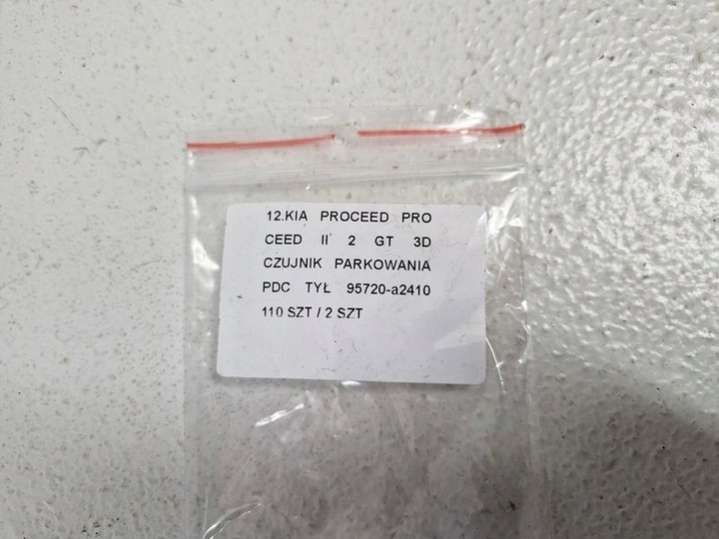 12.KIA PROCEED PRO
CEED II 2 GT 3D
CZUJNIK PARKOWANIA
PDC TYŁ 95720-a2410
110 SZT / 2 SZT